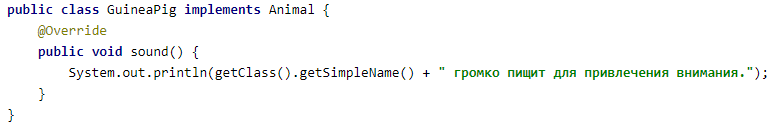 public class GuineaPig implements Animal {
@Override
public void sound() {
System.out.println(getClass().getSimpleName() + " громко пищит для привлечения внимания.");
}
}